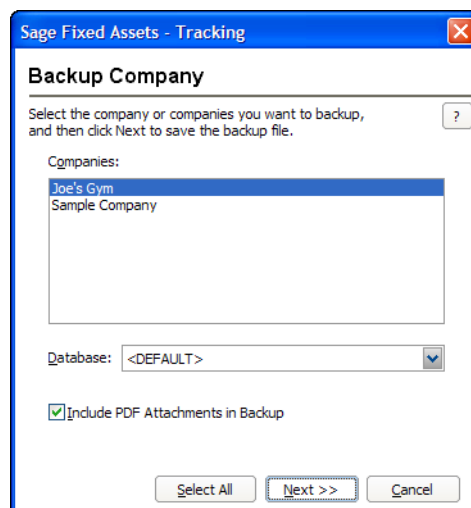 Sage Fixed Assets - Tracking
Backup Company
Select the company or companies you want to backup,
and then click Next to save the backup file.
?
Companies:
Joe's Gym
Sample Company
Database: <DEFAULT>
Include PDF Attachments in Backup
Select All Next >> Cancel